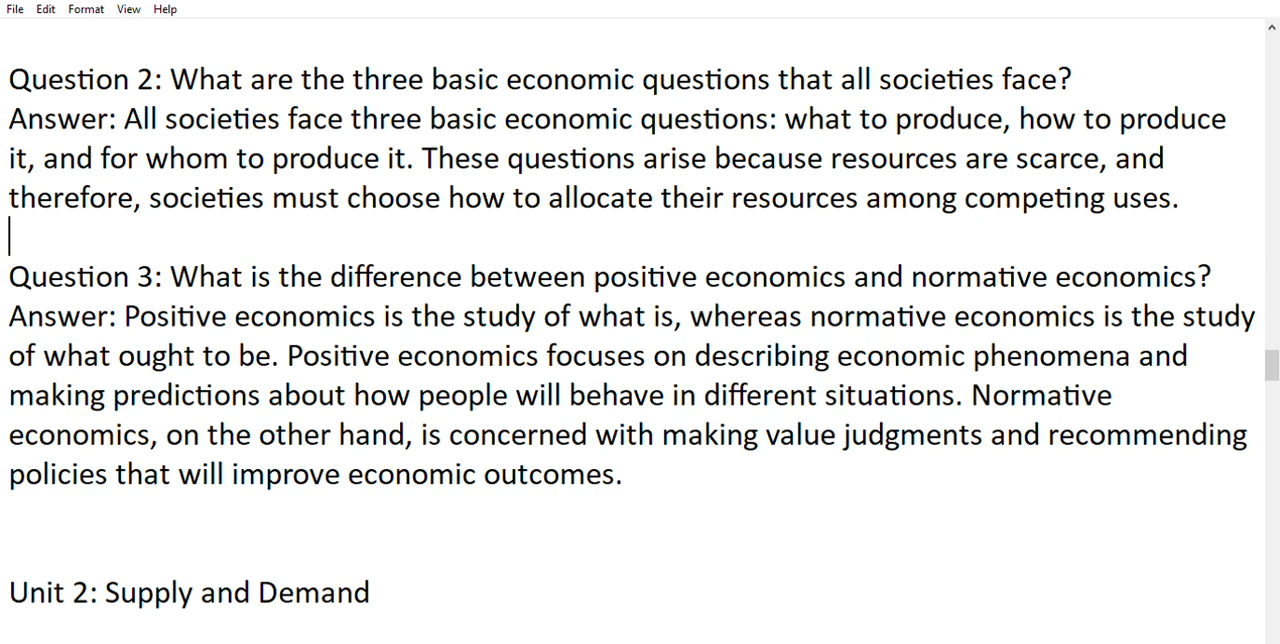 File Edit Format View Help
Question 2: What are the three basic economic questions that all societies face?
Answer: All societies face three basic economic questions: what to produce, how to produce
it, and for whom to produce it. These questions arise because resources are scarce, and
therefore, societies must choose how to allocate their resources among competing uses.
Question 3: What is the difference between positive economics and normative economics?
Answer: Positive economics is the study of what is, whereas normative economics is the study
of what ought to be. Positive economics focuses on describing economic phenomena and
making predictions about how people will behave in different situations. Normative
economics, on the other hand, is concerned with making value judgments and recommending
policies that will improve economic outcomes.
Unit 2: Supply and Demand